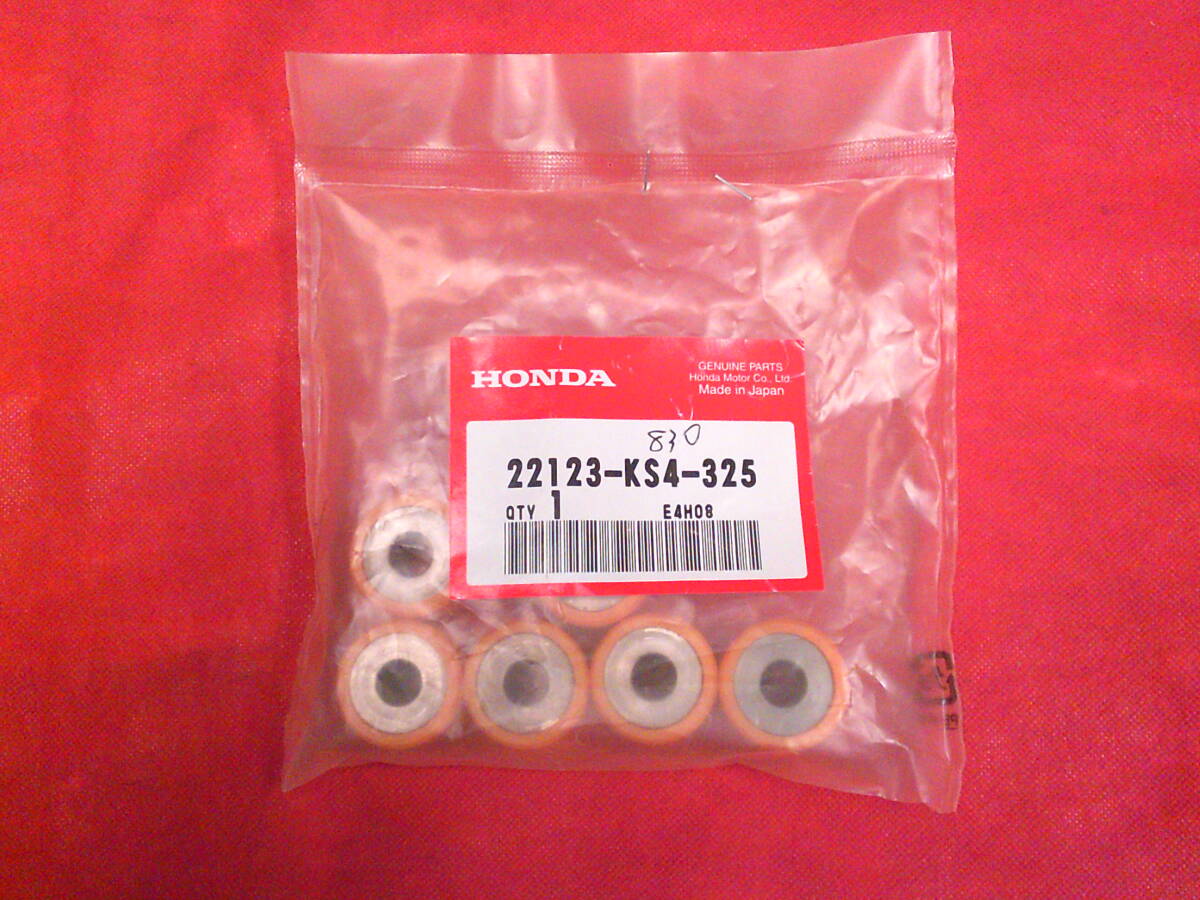 HONDA
GENUINE PARTS
Honda Motor Co., Ltd.
Made in Japan
830
22123-KS4-325
QTY 1 E4H08